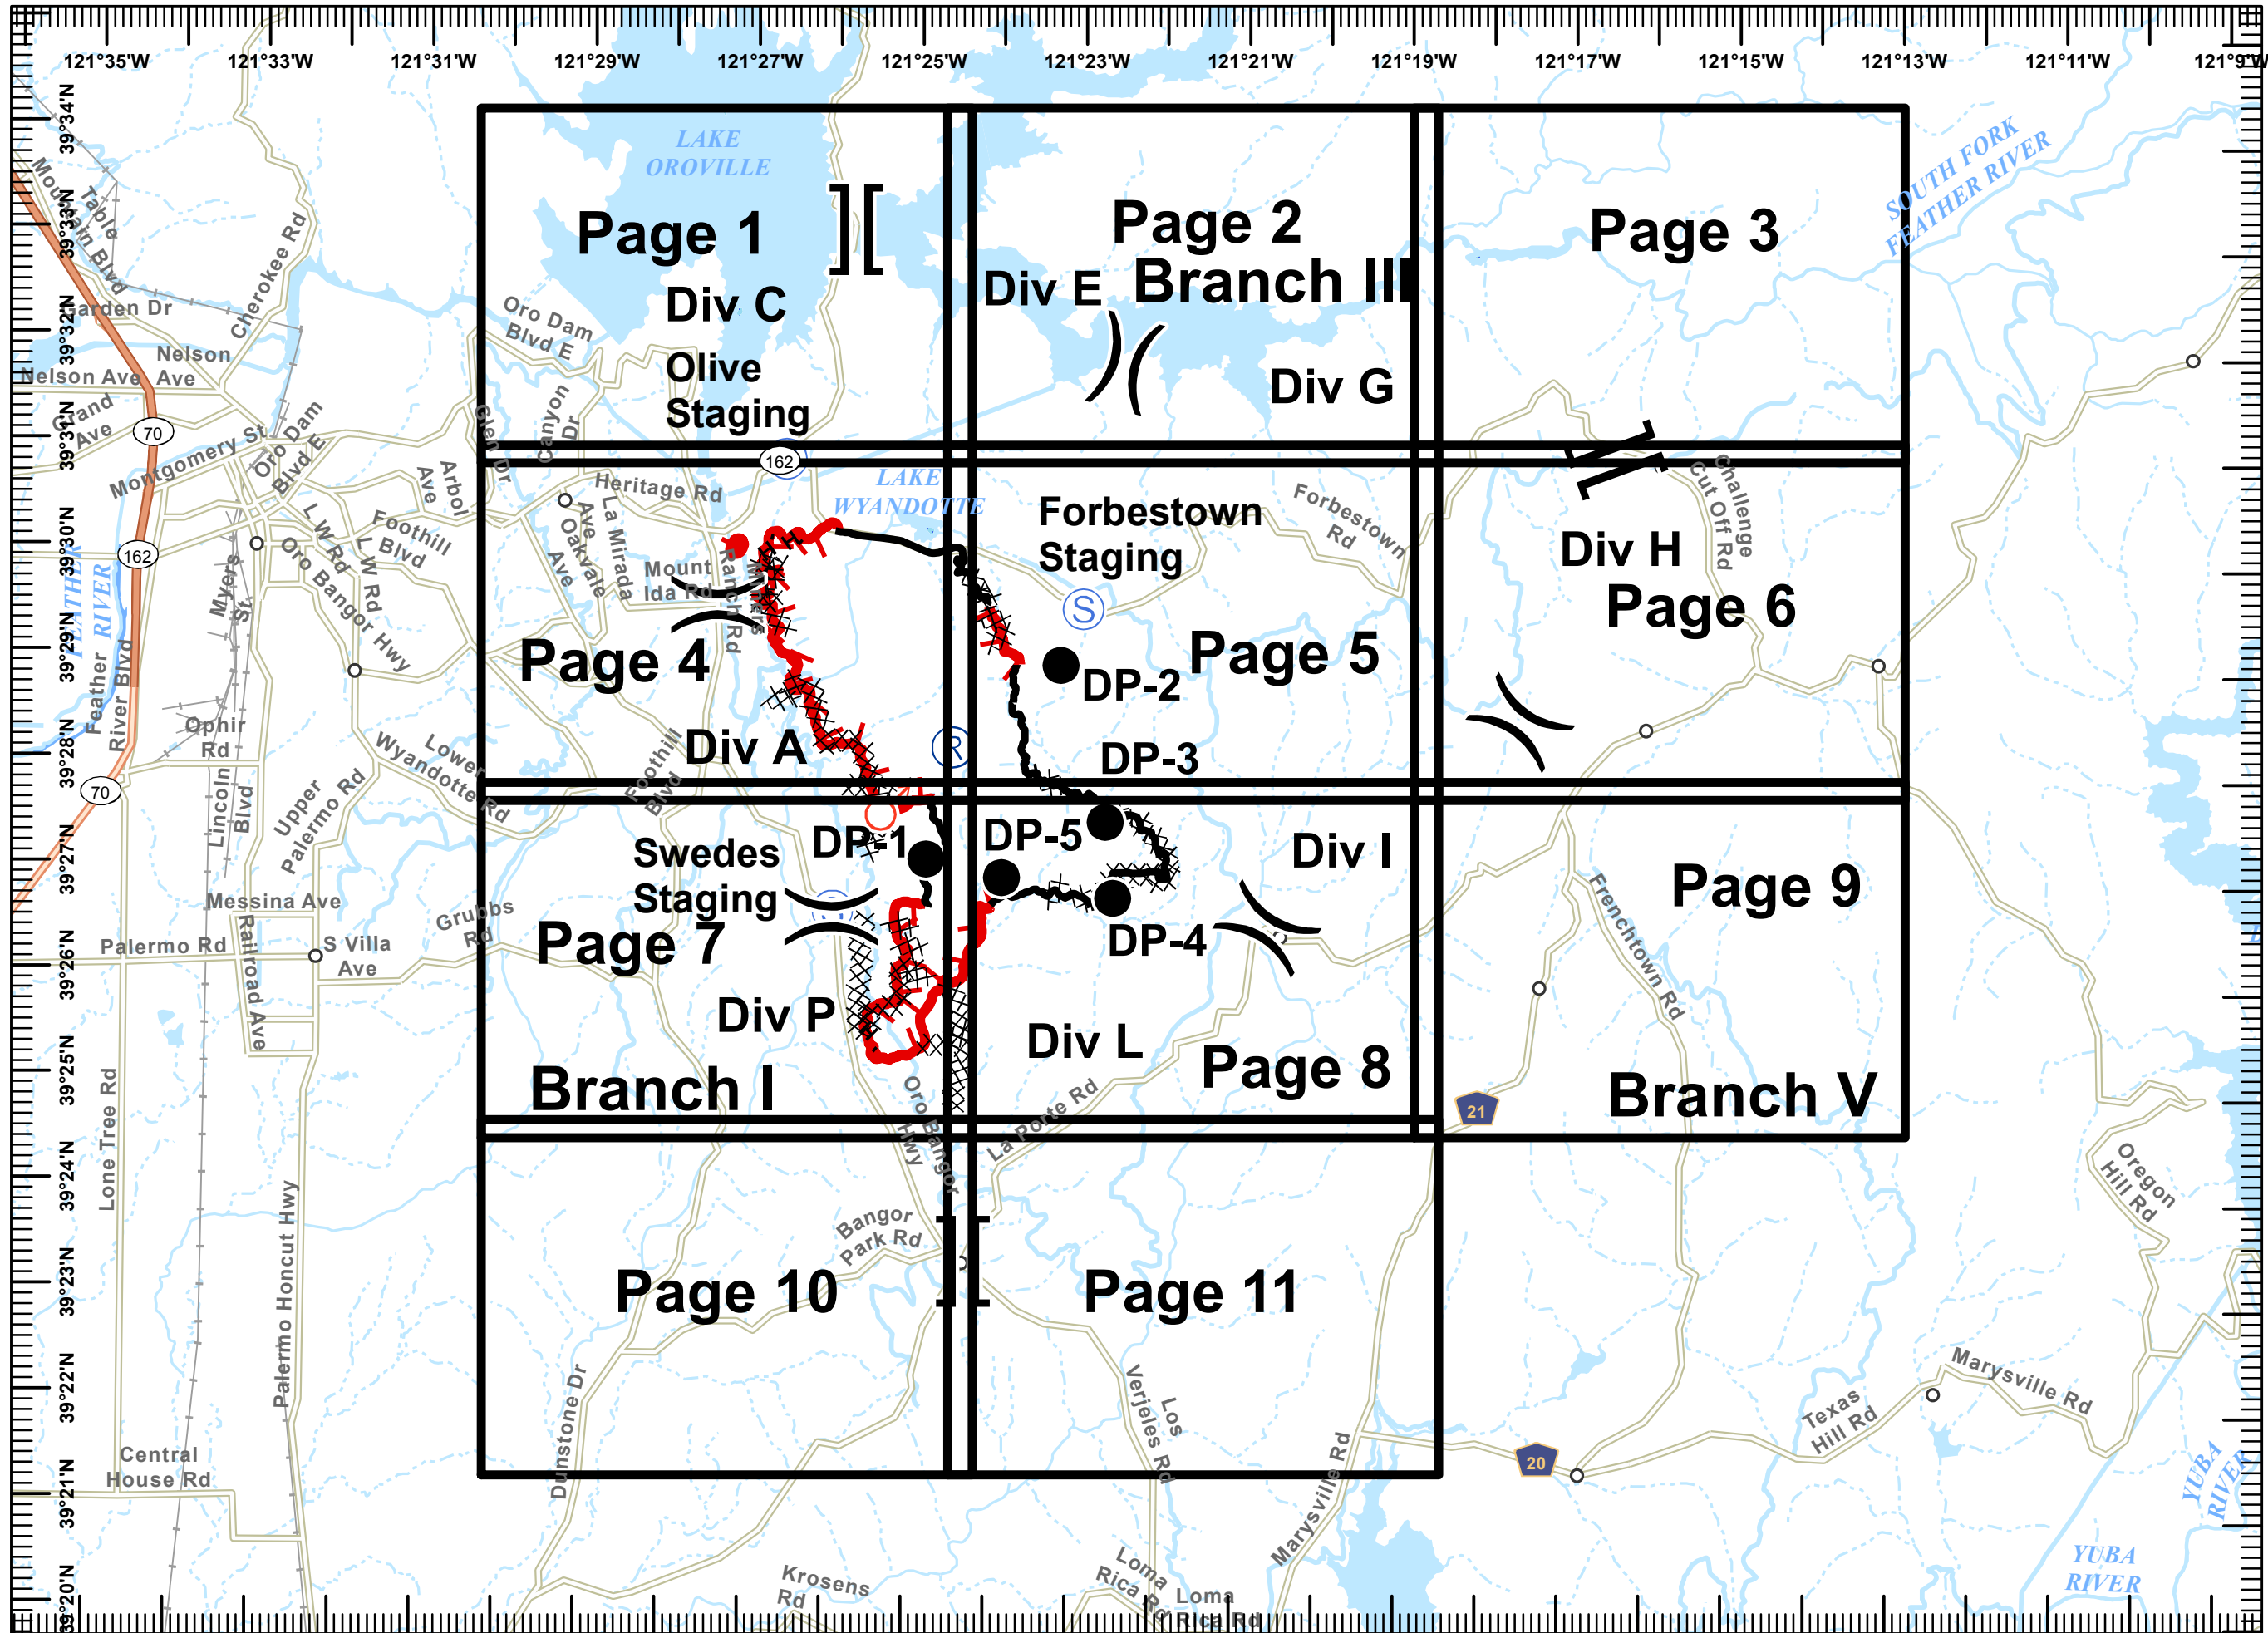 121°35'W
121°33'W
121°31'W
121°29'W
121°27'W
121°25'W
121°23'W
121°21'W
121°19'W
121°17'W
121°15'W
121°13'W
121°11'W
121°9'W
39°34'N
39°33'N
39°32'N
39°31'N
39°30'N
39°29'N
39°28'N
39°27'N
39°26'N
39°25'N
39°24'N
39°23'N
39°22'N
39°21'N
39°20'N
LAKE
OROVILLE
SOUTH FORK
FEATHER RIVER
Page 1
][
Page 2
Page 3
Div C
Div E
Branch III
Olive
Staging
Div G
Table
Mountain Blvd
Cherokee Rd
Garden Dr
Nelson
Ave
Nelson Ave
Grand
Ave
70
Montgomery St
Oro Dam
Blvd E
Oro Dam
Blvd E
Canyon
Dr
Glen Dr
Arbol
Ave
162
Heritage Rd
LAKE
WYANDOTTE
Forbestown
Staging
Forbestown
Rd
Challenge
Cut Off Rd
Div H
Page 6
L W Rd
L W Rd
Foothill
Blvd
162
FEATHER
RIVER
Myers
St
Oro Bangor Hwy
Oakvale
Ave
La Mirada
Ave
Mount
Ida Rd
Miners
Ranch Rd
S
Page 4
Page 5
DP-2
Feather
River Blvd
Ophir
Rd
Lower
Wyandotte Rd
Foothill
Blvd
Div A
R
DP-3
70
Lincoln
Blvd
Upper
Palermo Rd
DP-1
DP-5
Div I
Swedes
Staging
Page 9
Messina Ave
Grubbs
Rd
Palermo Rd
Railroad Ave
S Villa
Ave
Page 7
DP-4
Frenchtown Rd
Div P
Div L
Page 8
Branch I
Branch V
21
Lone Tree Rd
Oro Bangor
Hwy
La Porte Rd
Oregon
Hill Rd
Palermo Honcut Hwy
Bangor
Park Rd
Page 10
Page 11
Dunstone Dr
Los
Verjeles Rd
Marysville Rd
Marysville Rd
Texas
Hill Rd
Central
House Rd
20
YUBA
RIVER
YUBA
RIVER
Krosens
Rd
Loma
Rica Rd
Loma
Rica Rd